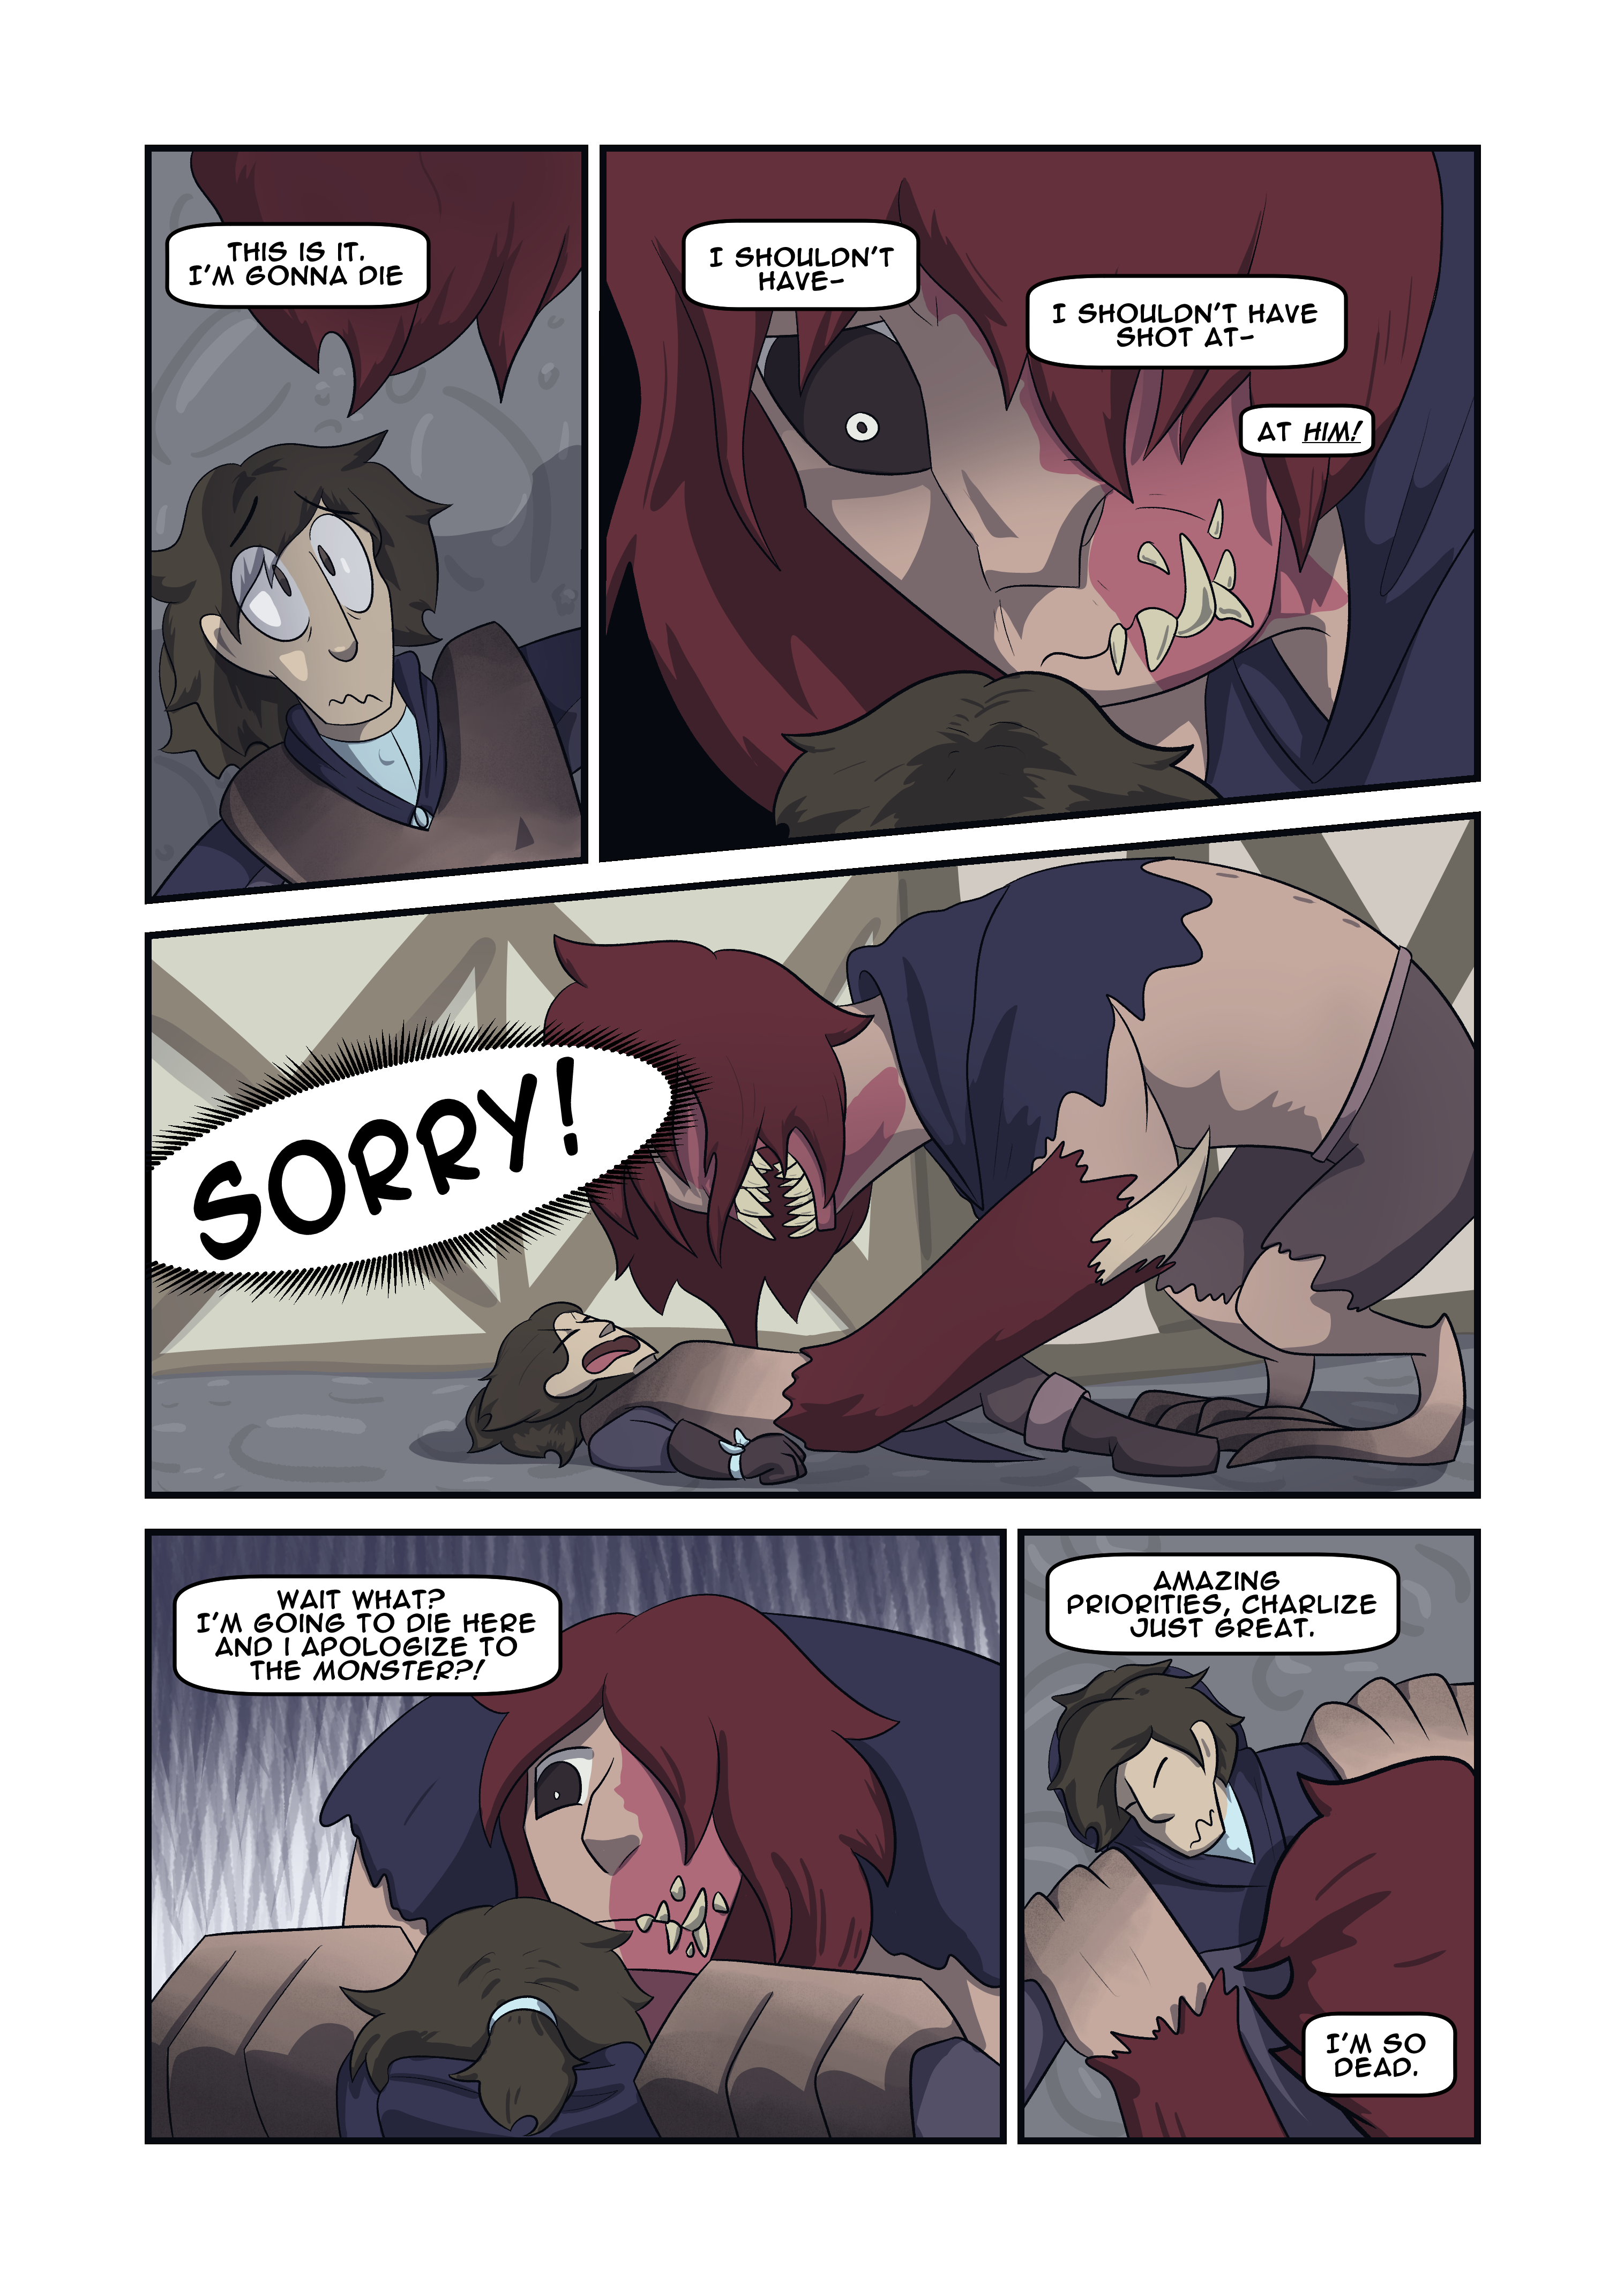 THIS IS IT.
I'M GONNA DIE
I SHOULDN'T
HAVE-
I SHOULDN'T HAVE
SHOT AT-
AT HIM!
SORRY!
WAIT WHAT?
I'M GOING TO DIE HERE
AND I APOLOGIZE TO
THE MONSTER?!
AMAZING
PRIORITIES, CHARLIZE
JUST GREAT.
I'M SO
DEAD.